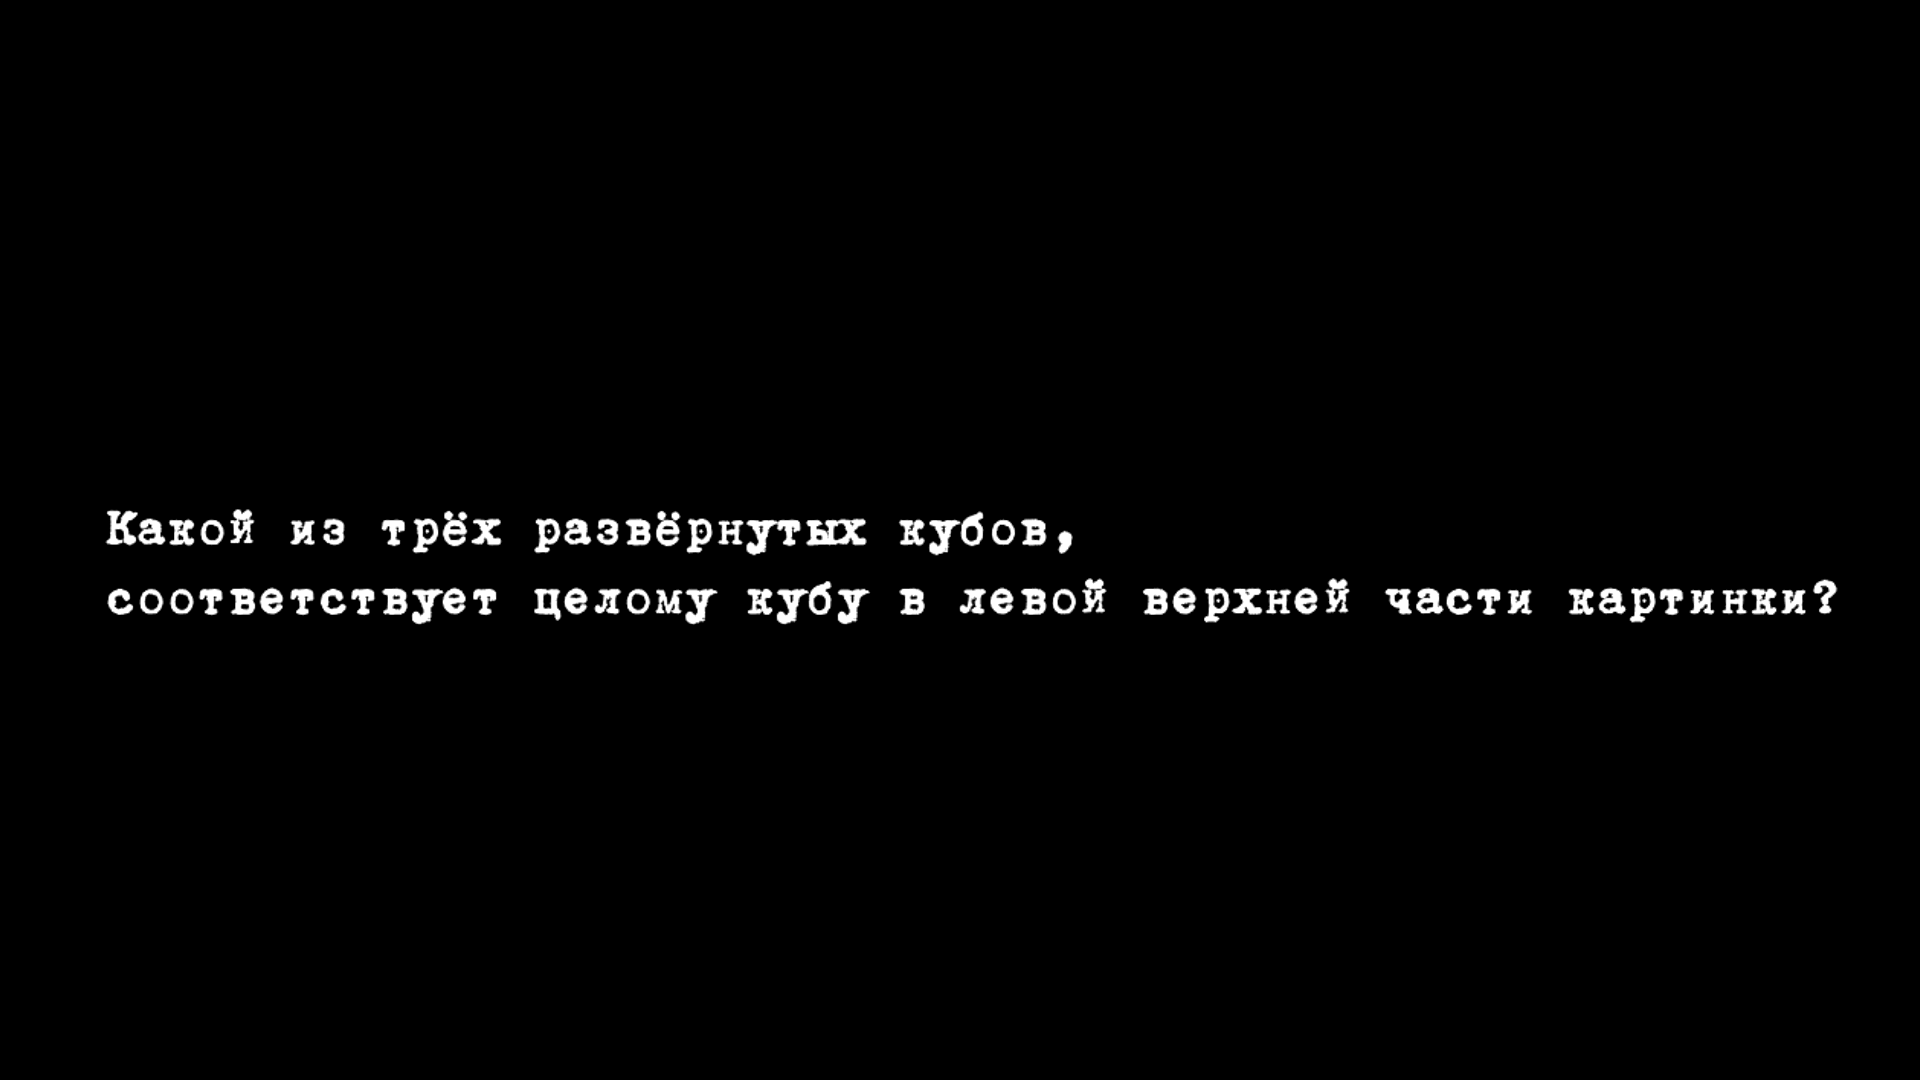 Какой из трёх развёрнутых кубов,
соответствует целому кубу в левой верхней части картинки?